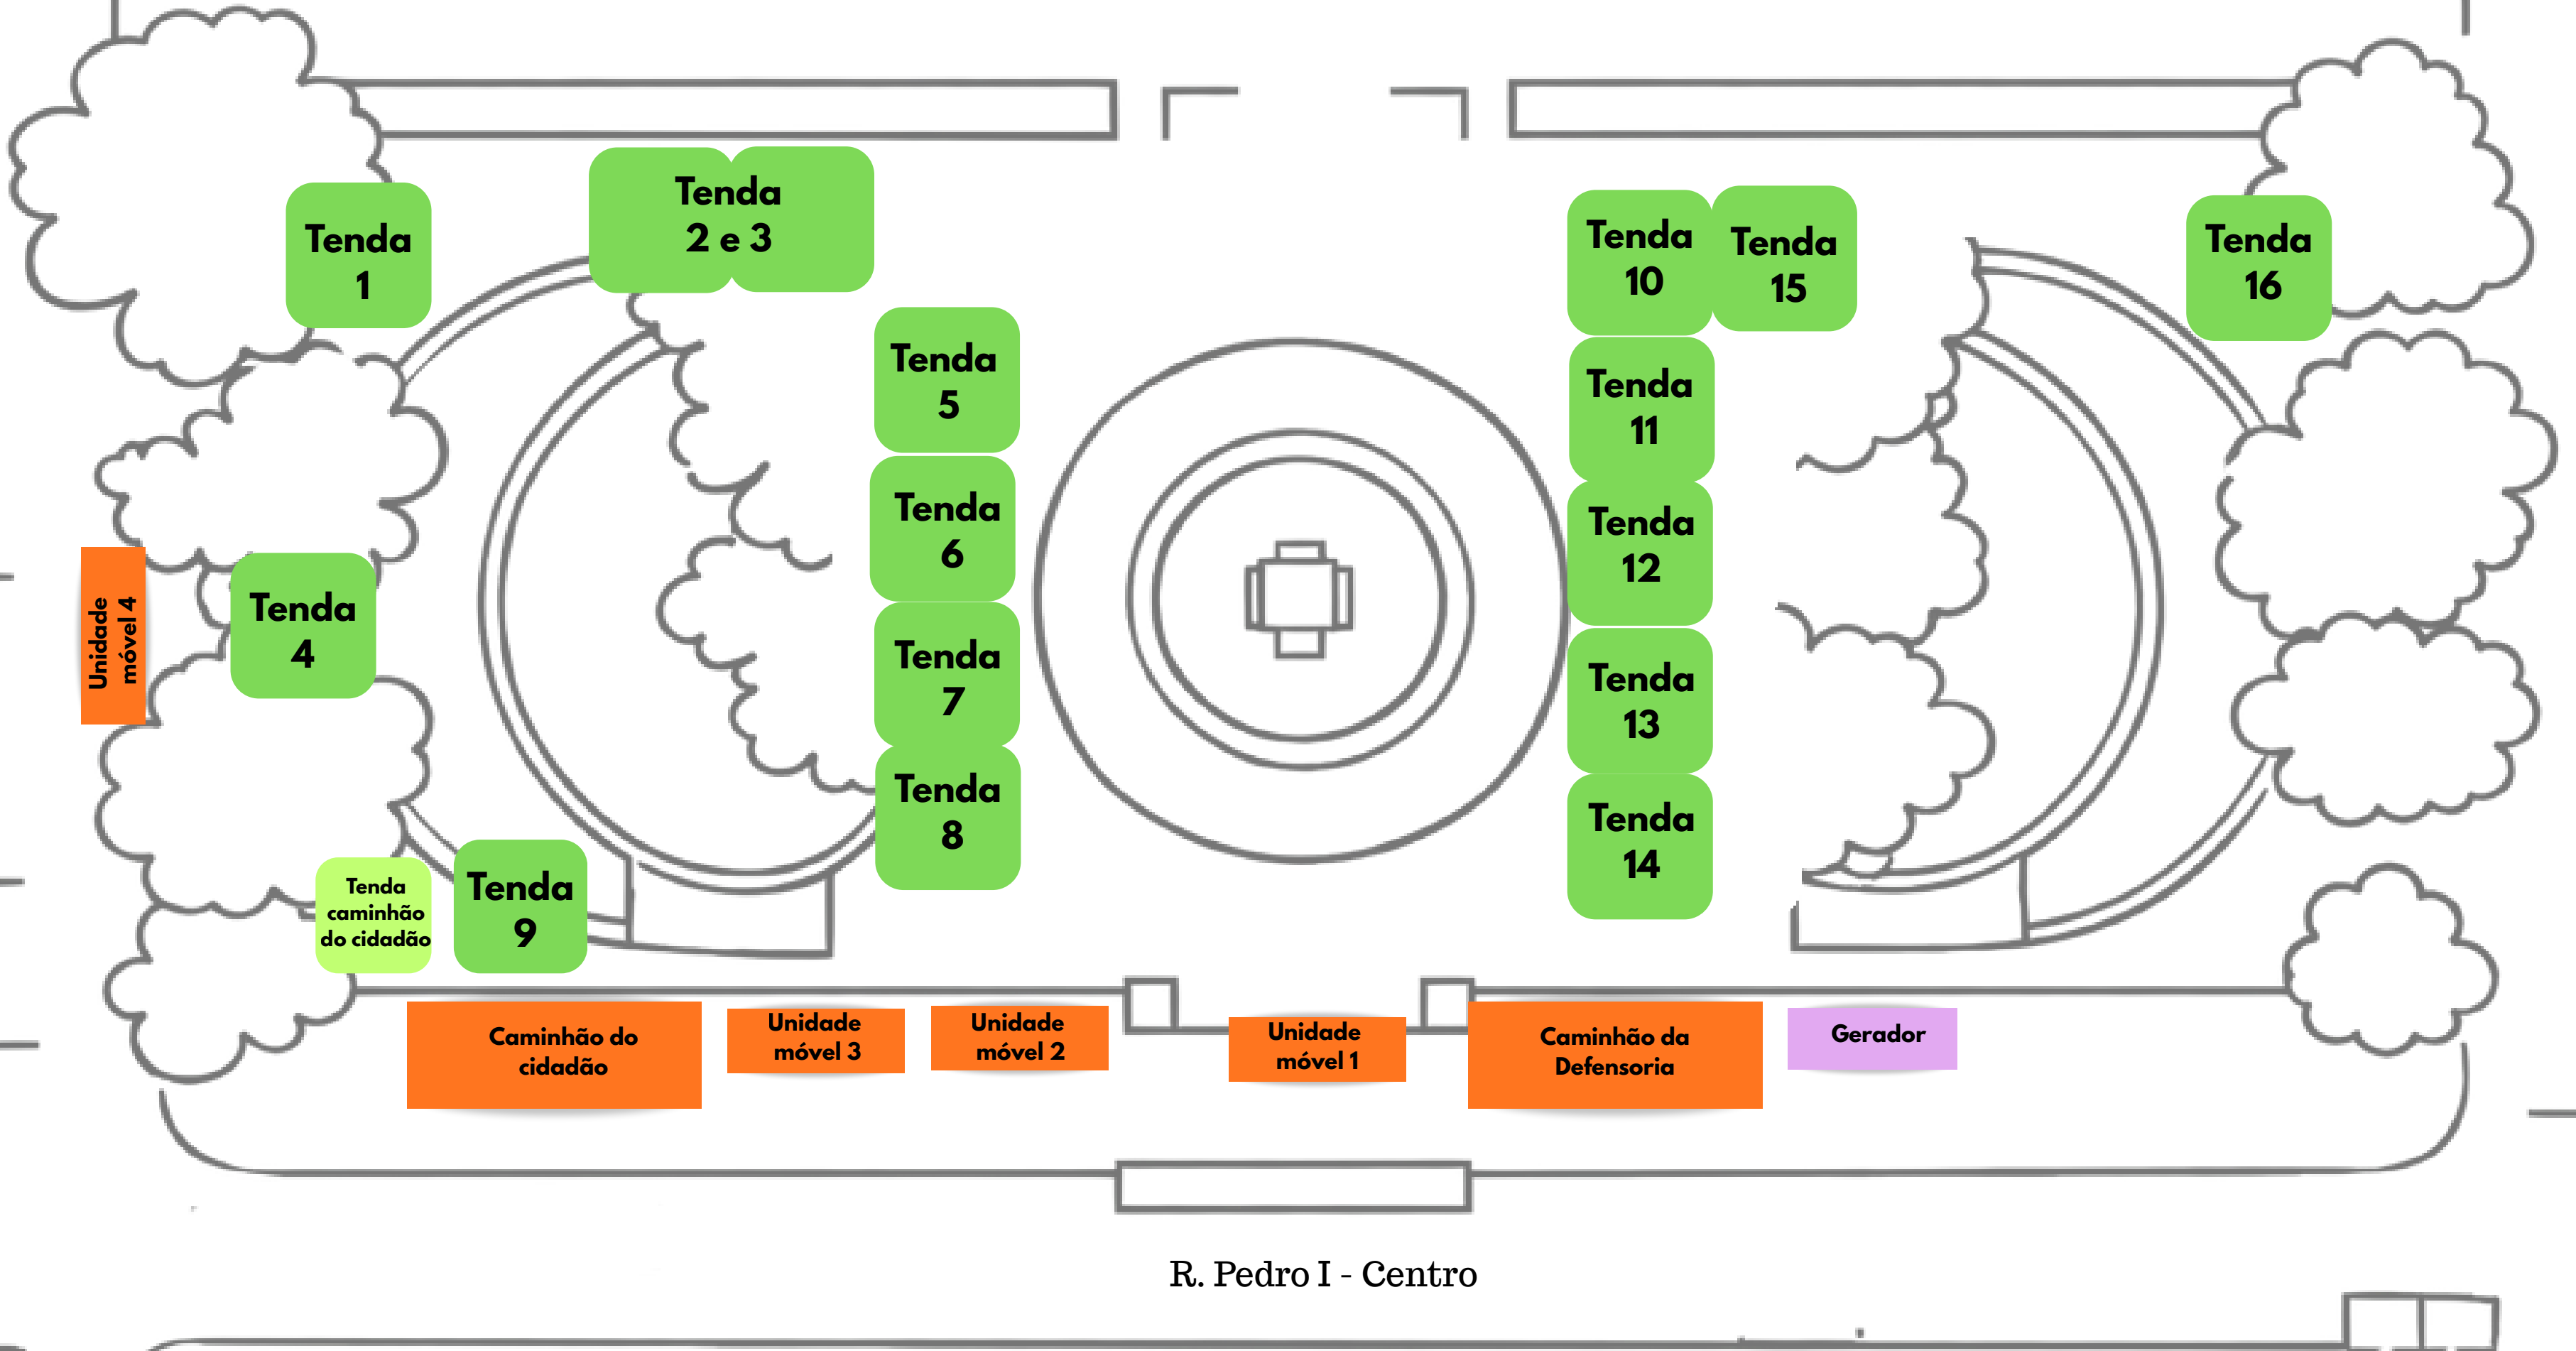 Tenda
1
Tenda
2 e 3
Tenda
10
Tenda
15
Tenda
16
Tenda
5
Tenda
11
Tenda
6
Tenda
12
Unidade
móvel 4
Tenda
4
Tenda
7
Tenda
13
Tenda
8
Tenda
14
Tenda
caminhão
do cidadão
Tenda
9
Caminhão do
cidadão
Unidade
móvel 3
Unidade
móvel 2
Unidade
móvel 1
Caminhão da
Defensoria
Gerador
R. Pedro I - Centro